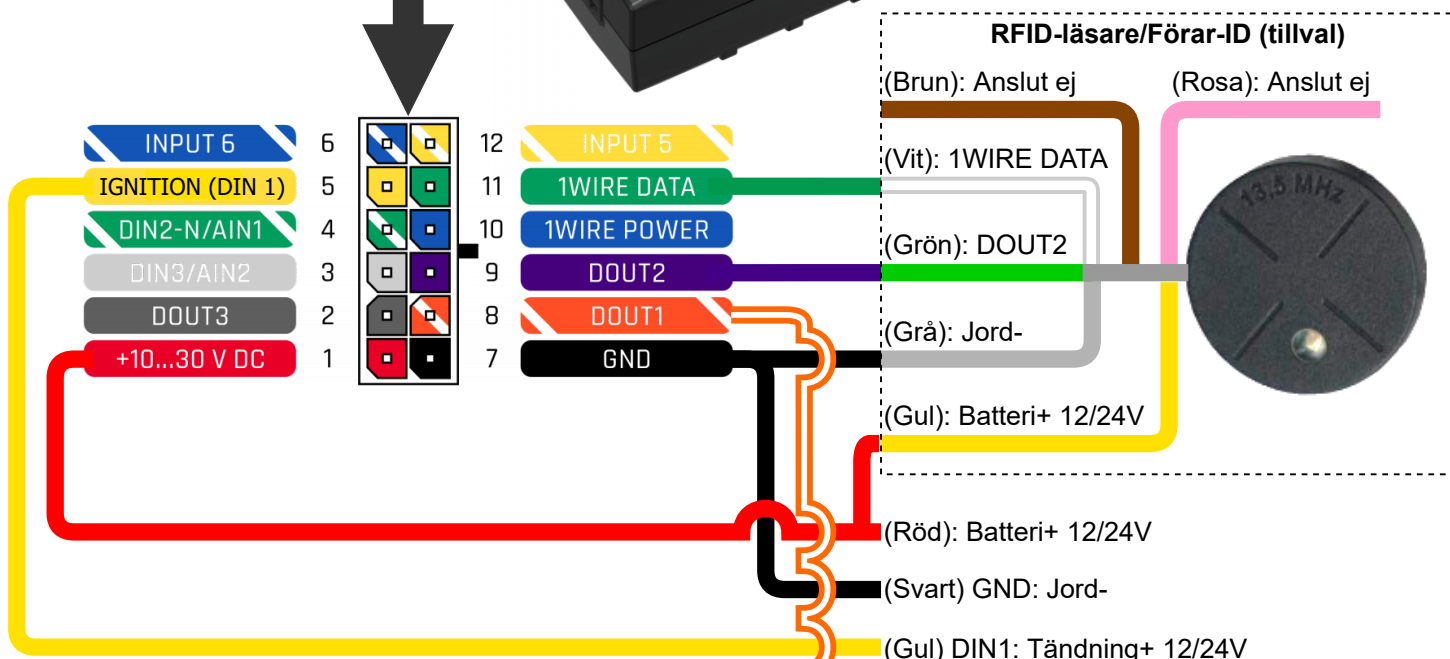 RFID-läsare/Förar-ID (tillval)
(Brun): Anslut ej
(Rosa): Anslut ej
INPUT 6
6
12
INPUT 5
(Vit): 1WIRE DATA
13,5 MHz
IGNITION (DIN 1)
5
11
1WIRE DATA
DIN2-N/AIN1
4
10
1WIRE POWER
(Grön): DOUT2
DIN3/AIN2
3
9
DOUT2
DOUT3
2
8
DOUT1
(Grå): Jord-
+10...30 V DC
1
7
GND
(Gul): Batteri+ 12/24V
(Röd): Batteri+ 12/24V
(Svart) GND: Jord-
(Gul) DIN1: Tändning+ 12/24V